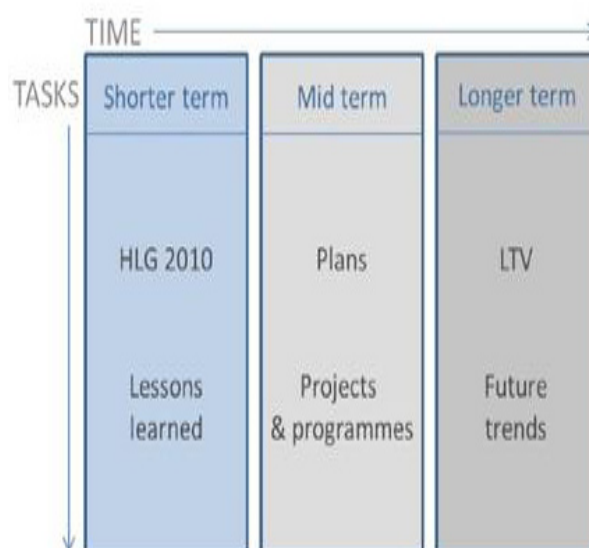 TIME
TASKS
Shorter term
Mid term
Longer term
HLG 2010
Plans
LTV
Lessons
learned
Projects
& programmes
Future
trends